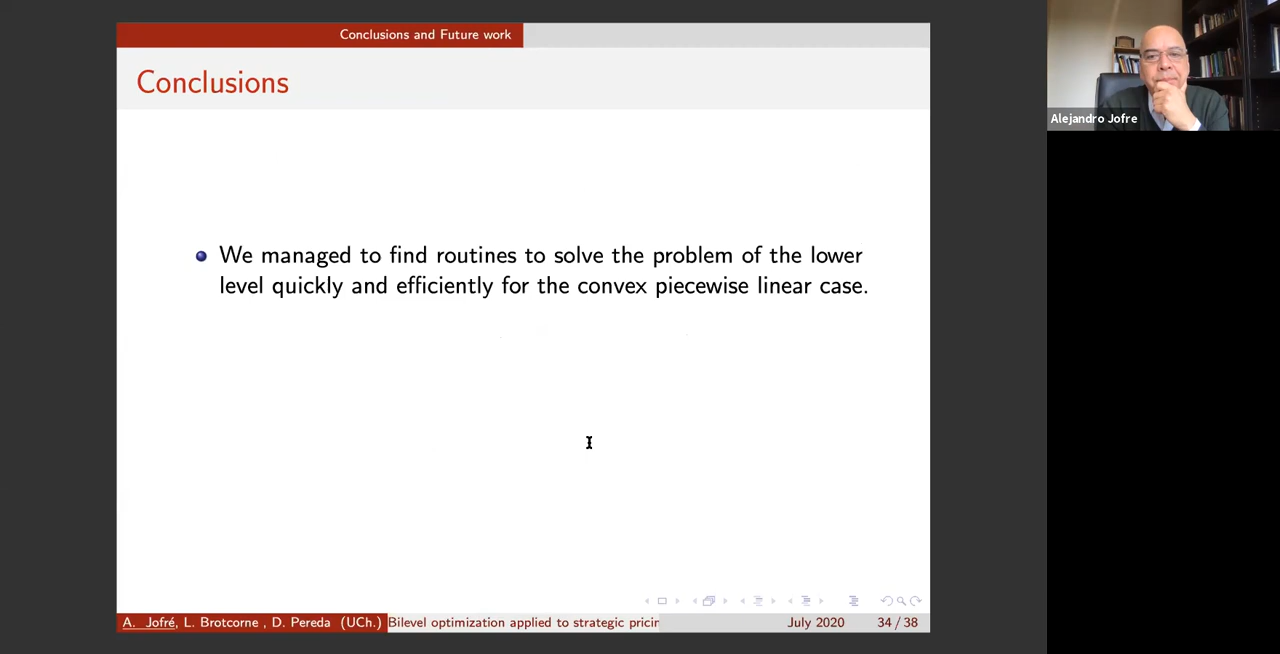 Conclusions and Future work
Conclusions
We managed to find routines to solve the problem of the lower
level quickly and efficiently for the convex piecewise linear case.
A. Jofré, L. Brotcorne , D. Pereda (UCh.)
Bilevel optimization applied to strategic pricin
July 2020
34 / 38
Alejandro Jofre